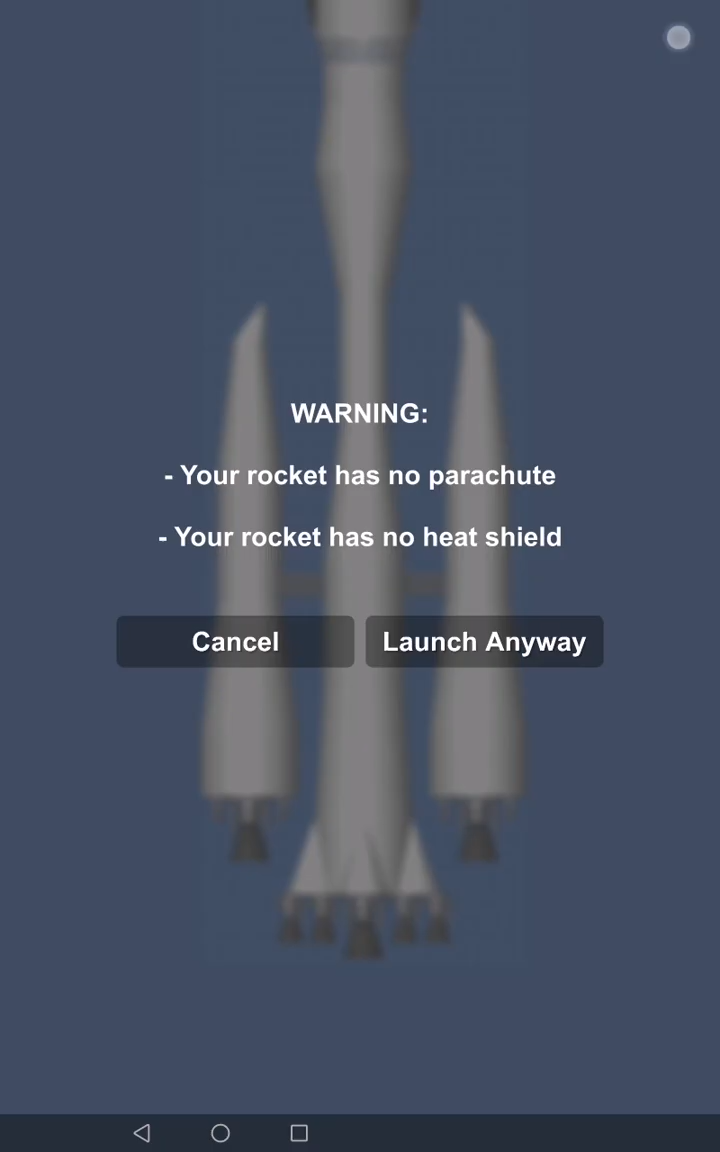 WARNING:
- Your rocket has no parachute
- Your rocket has no heat shield
Cancel
Launch Anyway